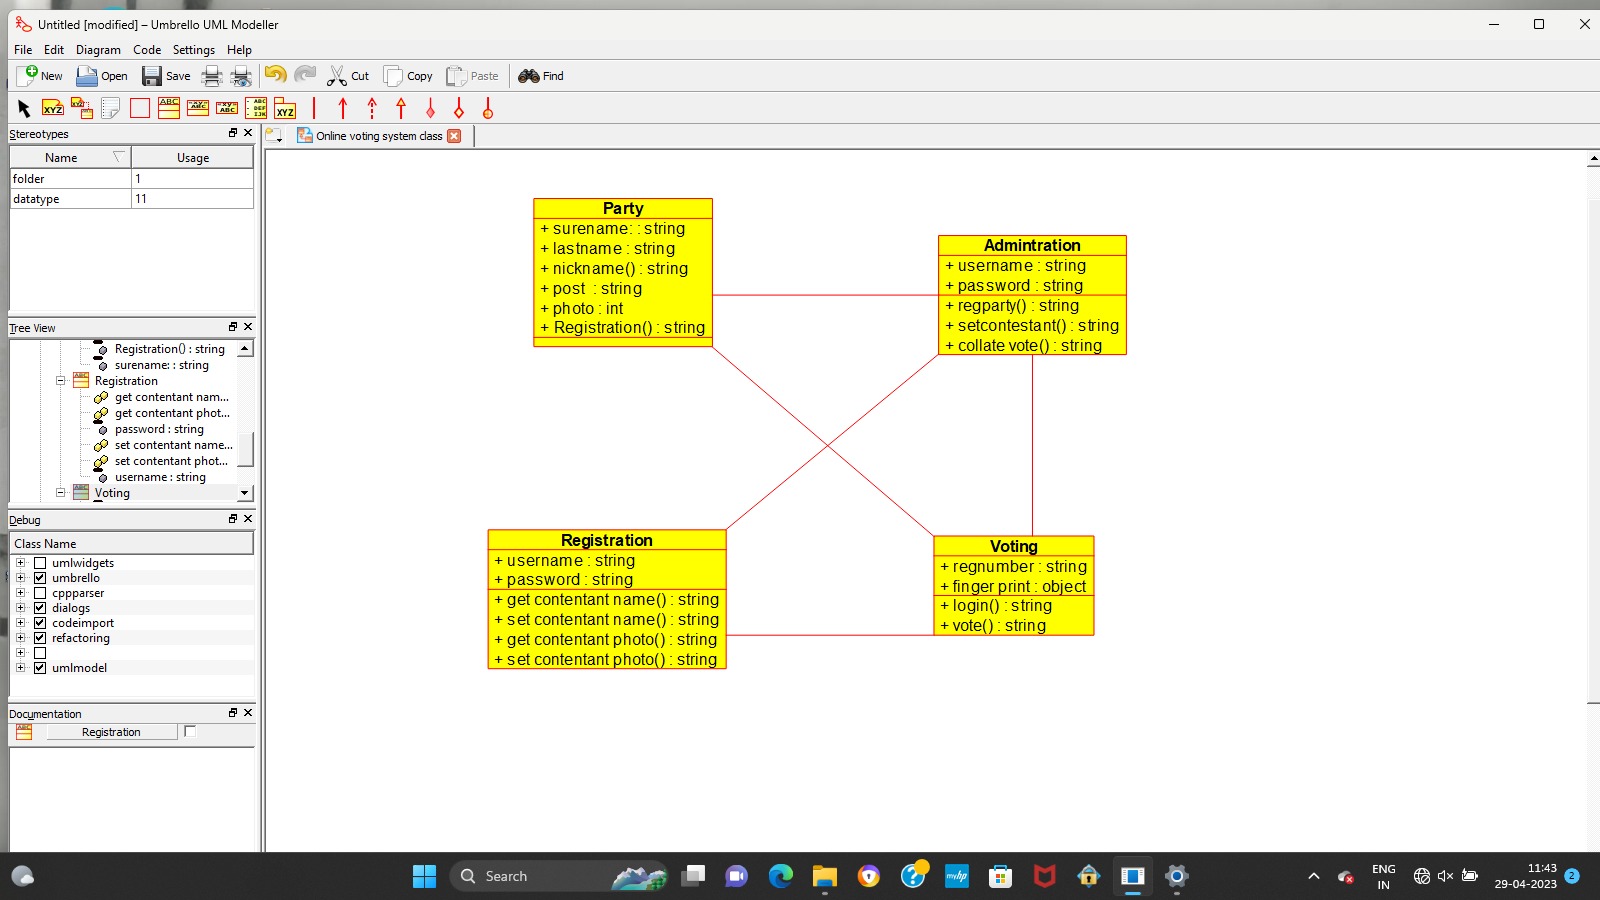 Untitled [modified] – Umbrello UML Modeller
File Edit Diagram Code Settings Help
New Open Save Cut Copy Paste Find
Stereotypes
Name Usage
folder 1
datatype 11
Tree View
Registration() : string
surename: : string
Registration
get contentant nam...
get contentant phot...
password : string
set contentant name...
set contentant phot...
username : string
Voting
Debug
Class Name
umlwidgets
umbrello
cppparser
dialogs
codeimport
refactoring
umlmodel
Documentation
Registration
Online voting system class
Party
+ surename: : string
+ lastname : string
+ nickname() : string
+ post  : string
+ photo : int
+ Registration() : string
Admintration
+ username : string
+ password : string
+ regparty() : string
+ setcontestant() : string
+ collate vote() : string
Registration
+ username : string
+ password : string
+ get contentant name() : string
+ set contentant name() : string
+ get contentant photo() : string
+ set contentant photo() : string
Voting
+ regnumber : string
+ finger print : object
+ login() : string
+ vote() : string
Search
myhp
ENG
IN
11:43
29-04-2023
2